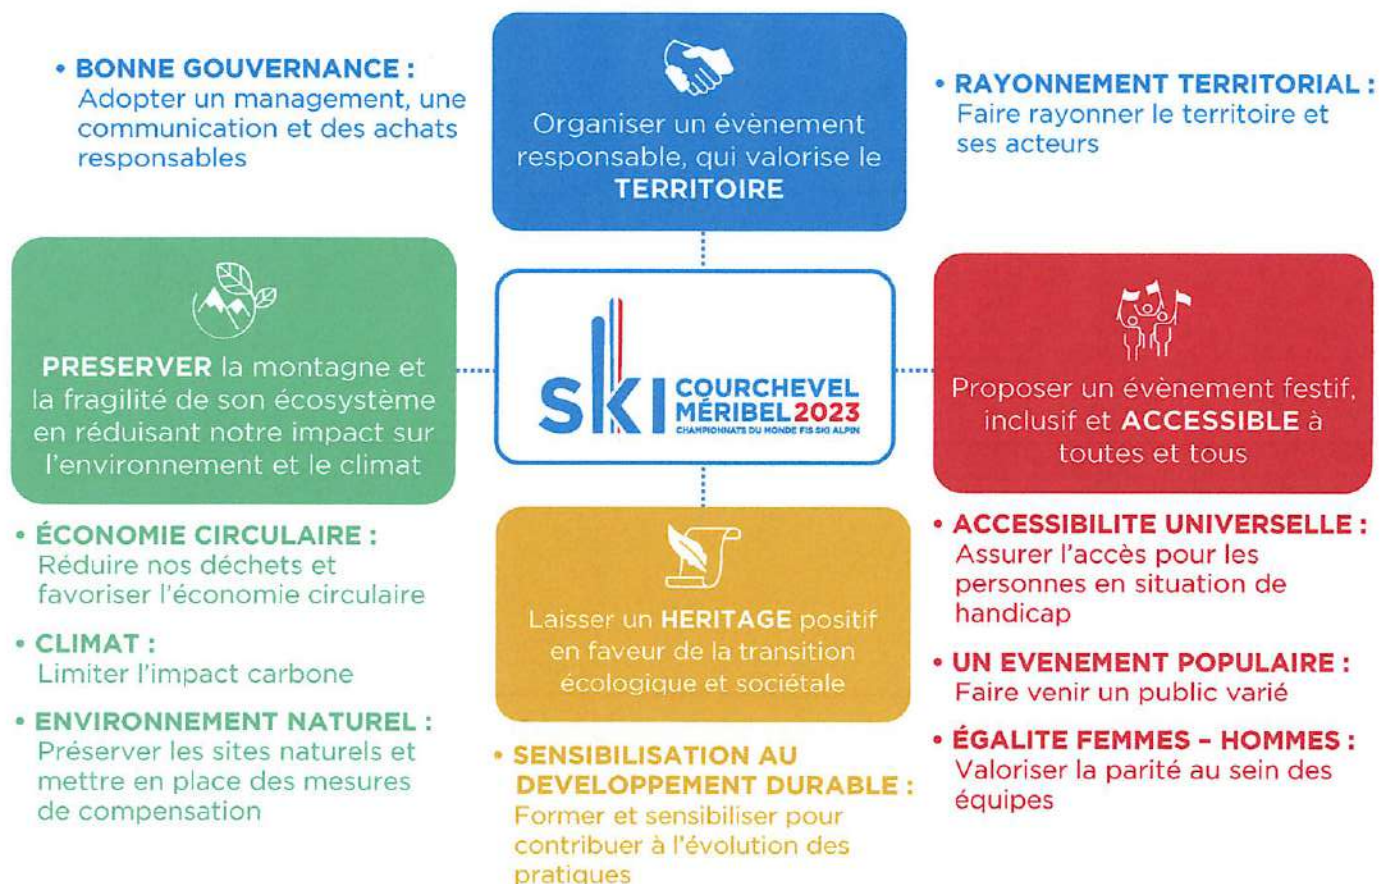 • BONNE GOUVERNANCE :
Adopter un management, une
communication et des achats
responsables
Organiser un évènement
responsable, qui valorise le
TERRITOIRE
• RAYONNEMENT TERRITORIAL :
Faire rayonner le territoire et
ses acteurs
PRESERVER la montagne et
la fragilité de son écosystème
en réduisant notre impact sur
l'environnement et le climat
SKI
COURCHEVEL
MÉRIBEL 2023
CHAMPIONNATS DU MONDE FIS SKI ALPIN
Proposer un évènement festif,
inclusif et ACCESSIBLE à
toutes et tous
• ÉCONOMIE CIRCULAIRE :
Réduire nos déchets et
favoriser l'économie circulaire
• CLIMAT :
Limiter l'impact carbone
• ENVIRONNEMENT NATUREL :
Préserver les sites naturels et
mettre en place des mesures
de compensation
Laisser un HERITAGE positif
en faveur de la transition
écologique et sociétale
• SENSIBILISATION AU
DEVELOPPEMENT DURABLE :
Former et sensibiliser pour
contribuer à l'évolution des
pratiques
• ACCESSIBILITE UNIVERSELLE :
Assurer l'accès pour les
personnes en situation de
handicap
• UN EVENEMENT POPULAIRE :
Faire venir un public varié
• ÉGALITE FEMMES – HOMMES :
Valoriser la parité au sein des
équipes